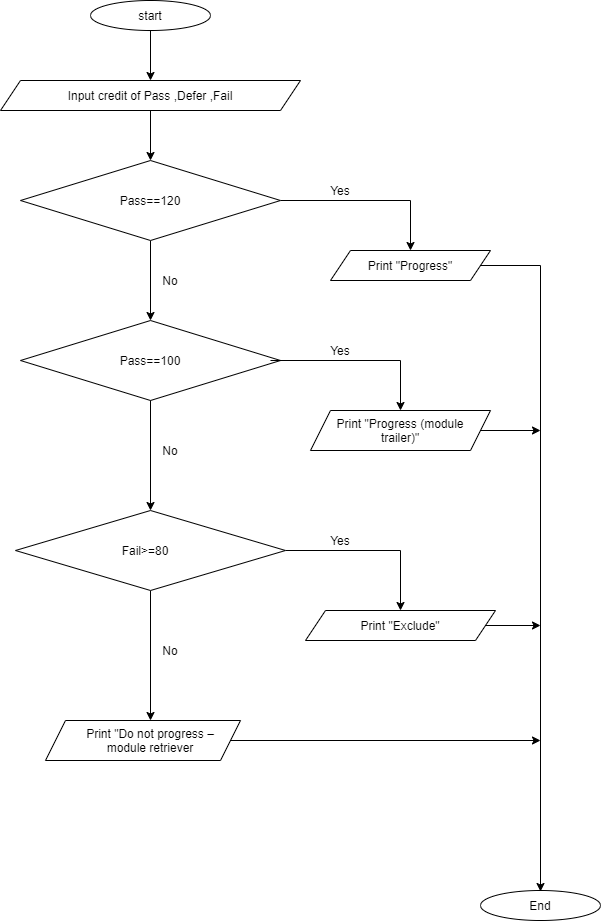 start
Input credit of Pass ,Defer ,Fail
Pass==120
Yes
Print "Progress"
No
Pass==100
Yes
Print "Progress (module
trailer)"
No
Fail>=80
Yes
Print "Exclude"
No
Print "Do not progress –
module retriever
End